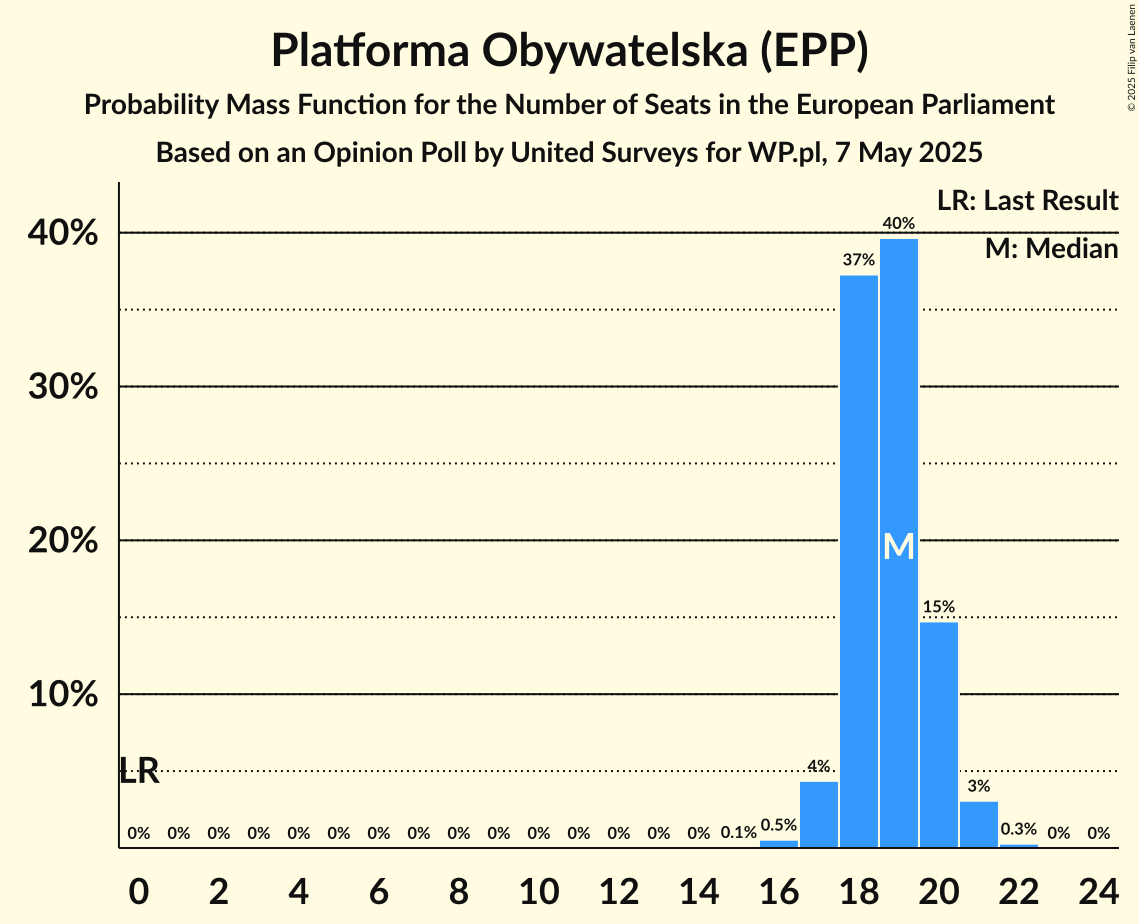 Platforma Obywatelska (EPP)
Probability Mass Function for the Number of Seats in the European Parliament
Based on an Opinion Poll by United Surveys for WP.pl, 7 May 2025
© 2025 Filip van Laenen
LR: Last Result
M: Median
40%
30%
20%
10%
40%
37%
M
15%
LR
4%
3%
0% 0% 0% 0% 0% 0% 0% 0% 0% 0% 0% 0% 0% 0% 0% 0.1% 0.5% 0.3% 0% 0%
0 2 4 6 8 10 12 14 16 18 20 22 24